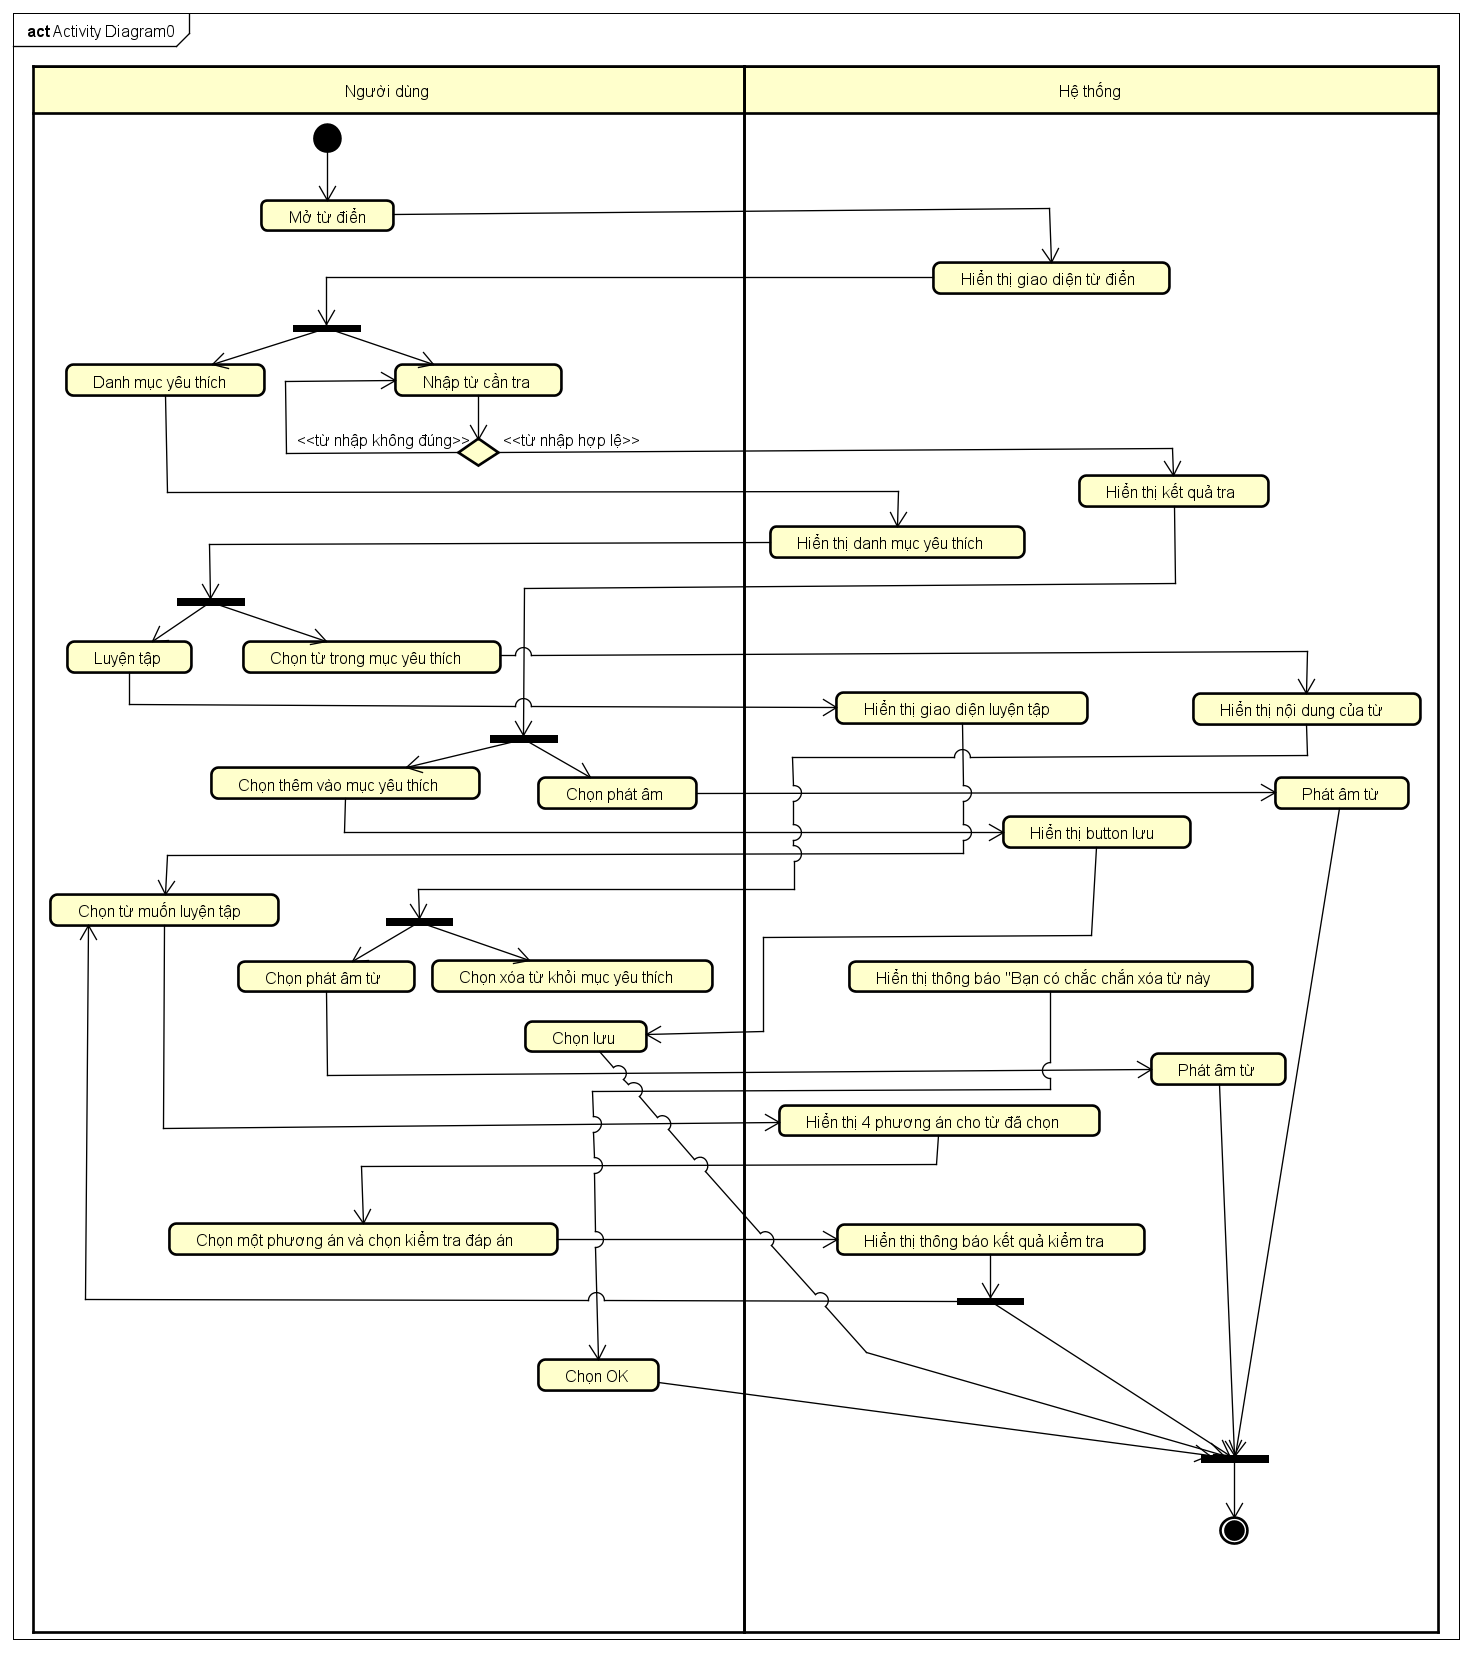 act Activity Diagram0
Người dùng
Hệ thống
Mở từ điển
Hiển thị giao diện từ điển
Danh mục yêu thích
Nhập từ cần tra
<<từ nhập không đúng>>
<<từ nhập hợp lệ>>
Hiển thị kết quả tra
Hiển thị danh mục yêu thích
Luyện tập
Chọn từ trong mục yêu thích
Hiển thị giao diện luyện tập
Hiển thị nội dung của từ
Chọn thêm vào mục yêu thích
Chọn phát âm
Phát âm từ
Hiển thị button lưu
Chọn từ muốn luyện tập
Chọn phát âm từ
Chọn xóa từ khỏi mục yêu thích
Hiển thị thông báo "Bạn có chắc chắn xóa từ này
Chọn lưu
Phát âm từ
Hiển thị 4 phương án cho từ đã chọn
Chọn một phương án và chọn kiểm tra đáp án
Hiển thị thông báo kết quả kiểm tra
Chọn OK